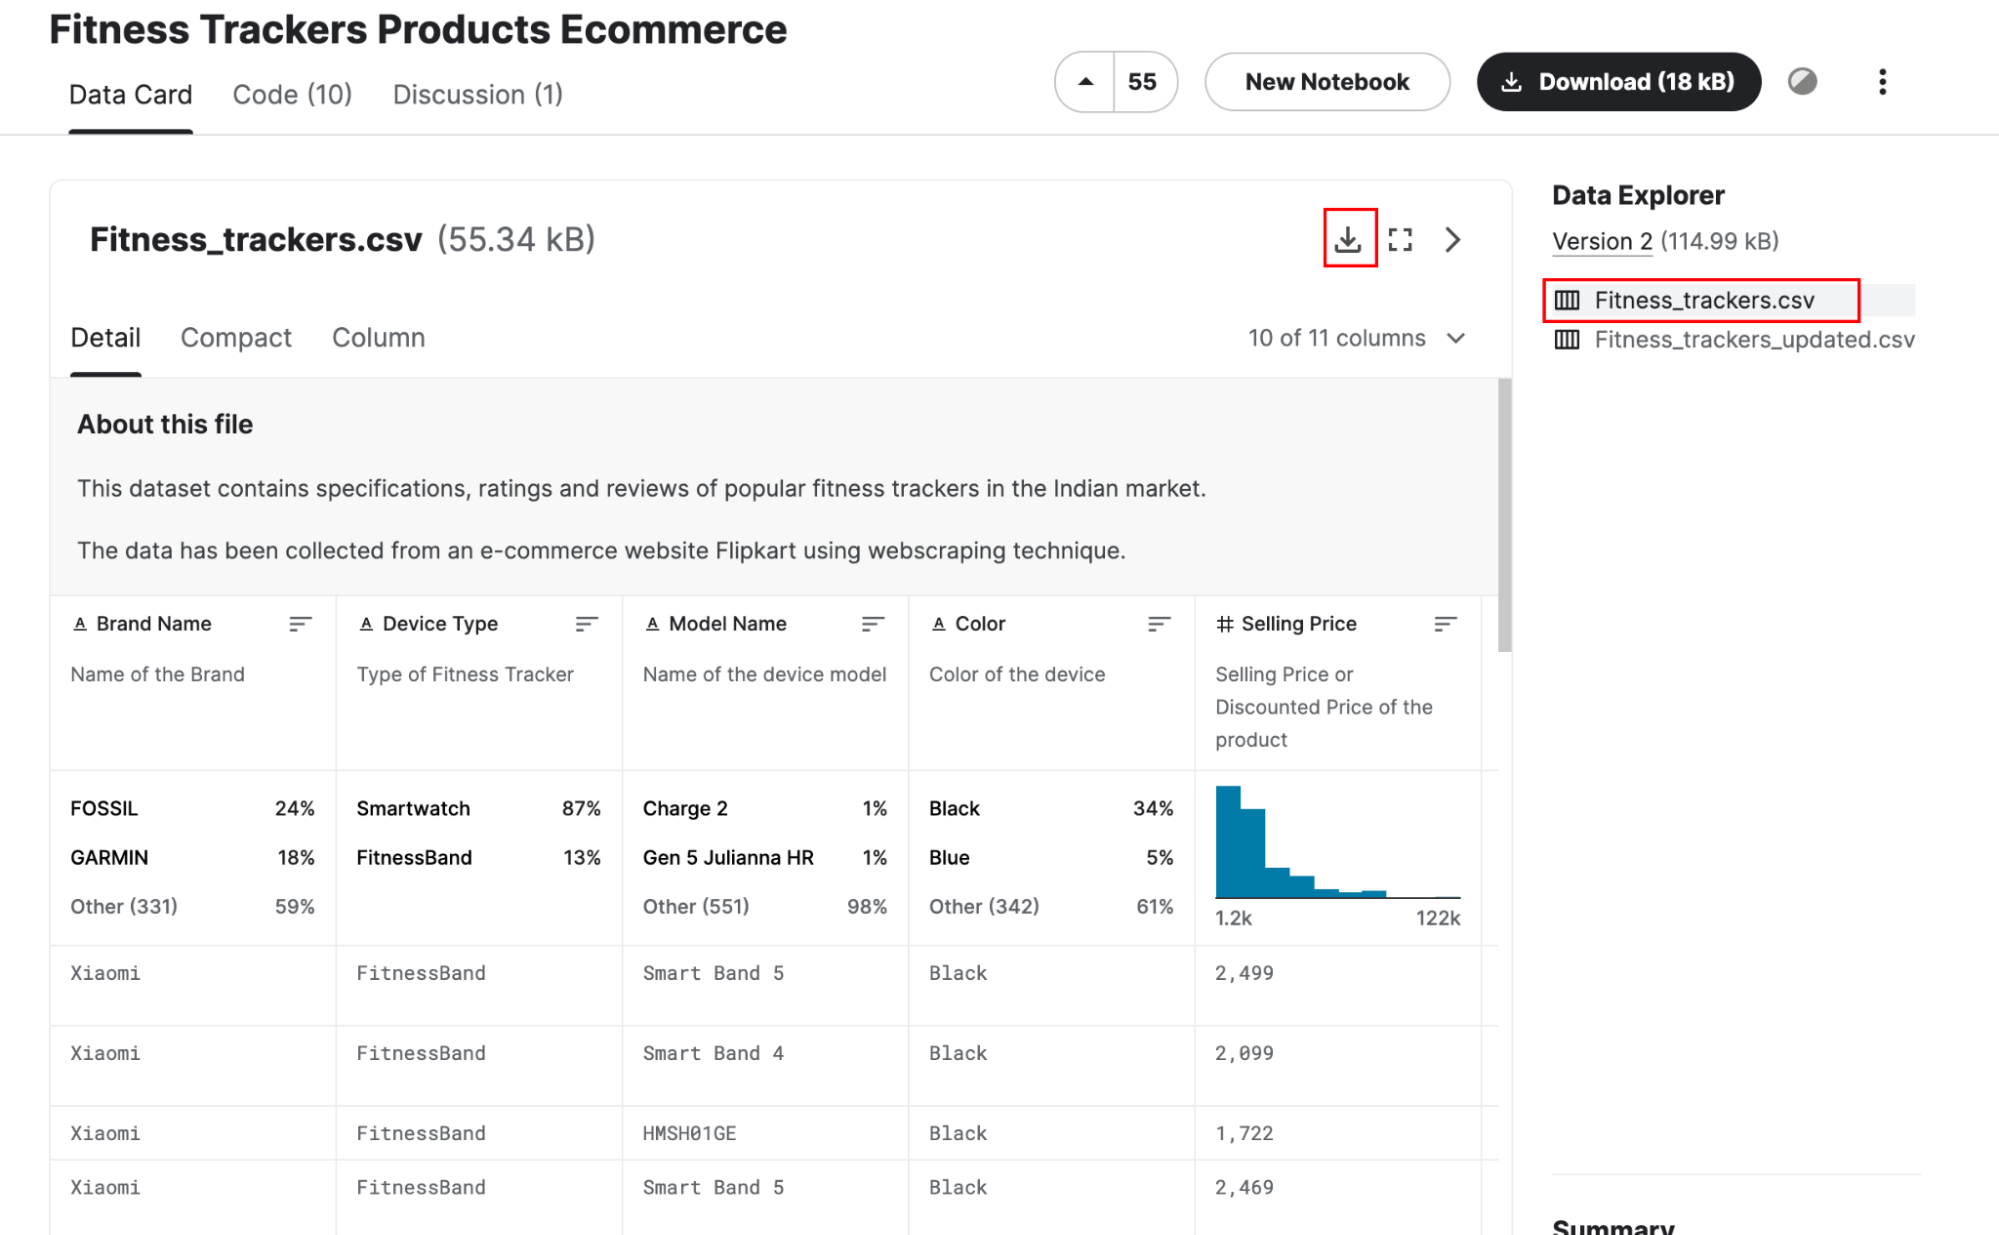 Fitness Trackers Products Ecommerce
Data Card Code (10) Discussion (1)
55 New Notebook Download (18 kB)
Fitness_trackers.csv (55.34 kB)
Detail Compact Column 10 of 11 columns
About this file
This dataset contains specifications, ratings and reviews of popular fitness trackers in the Indian market.
The data has been collected from an e-commerce website Flipkart using webscraping technique.
A Brand Name A Device Type A Model Name A Color # Selling Price
Name of the Brand Type of Fitness Tracker Name of the device model Color of the device Selling Price or
Discounted Price of the
product
FOSSIL 24% Smartwatch 87% Charge 2 1% Black 34%
GARMIN 18% FitnessBand 13% Gen 5 Julianna HR 1% Blue 5%
Other (331) 59% Other (551) 98% Other (342) 61%
1.2k 122k
Xiaomi FitnessBand Smart Band 5 Black 2,499
Xiaomi FitnessBand Smart Band 4 Black 2,099
Xiaomi FitnessBand HMSH01GE Black 1,722
Xiaomi FitnessBand Smart Band 5 Black 2,469
Data Explorer
Version 2 (114.99 kB)
Fitness_trackers.csv
Fitness_trackers_updated.csv
Summary